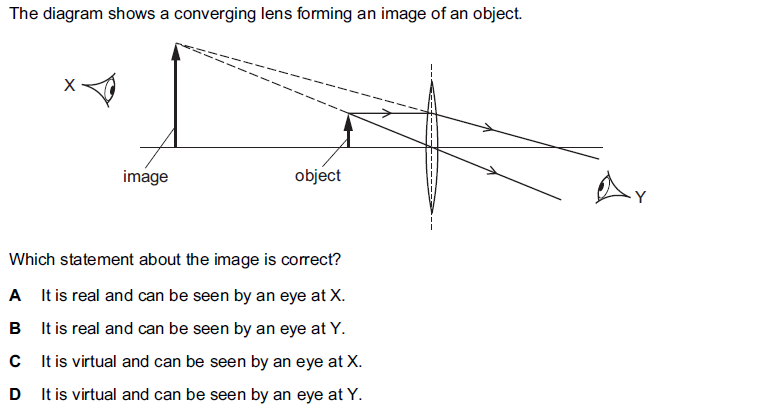 The diagram shows a converging lens forming an image of an object.
X
image
object
Y
Which statement about the image is correct?
A It is real and can be seen by an eye at X.
B It is real and can be seen by an eye at Y.
C It is virtual and can be seen by an eye at X.
D It is virtual and can be seen by an eye at Y.